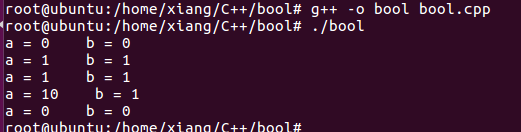 root@ubuntu:/home/xiang/C++/bool# g++ -o bool bool.cpp
root@ubuntu:/home/xiang/C++/bool# ./bool
a = 0    b = 0
a = 1    b = 1
a = 1    b = 1
a = 10    b = 1
a = 0    b = 0
root@ubuntu:/home/xiang/C++/bool#